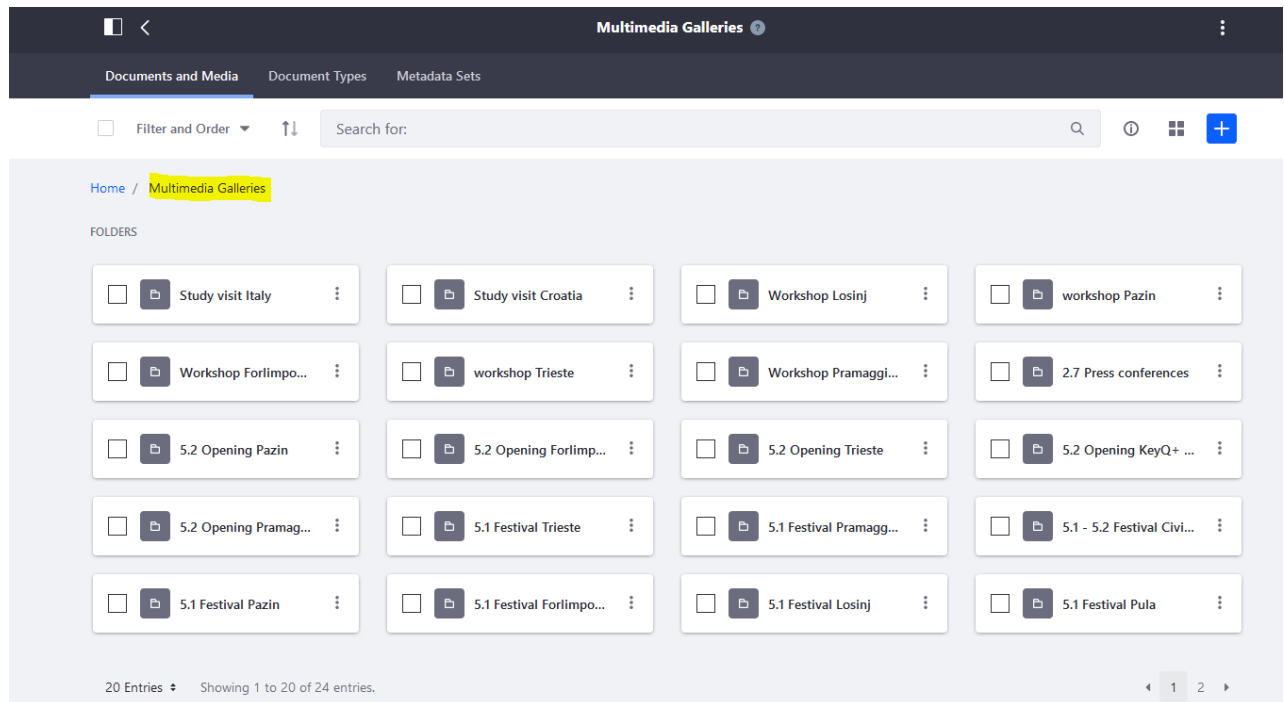 Multimedia Galleries ?
Documents and Media Document Types Metadata Sets
Filter and Order Search for:
Home / Multimedia Galleries
FOLDERS
Study visit Italy Study visit Croatia Workshop Losinj workshop Pazin
Workshop Forlimpo... workshop Trieste Workshop Pramaggi... 2.7 Press conferences
5.2 Opening Pazin 5.2 Opening Forlimp... 5.2 Opening Trieste 5.2 Opening KeyQ+ ...
5.2 Opening Pramag... 5.1 Festival Trieste 5.1 Festival Pramagg... 5.1 - 5.2 Festival Civi...
5.1 Festival Pazin 5.1 Festival Forlimpo... 5.1 Festival Losinj 5.1 Festival Pula
20 Entries Showing 1 to 20 of 24 entries. 1 2